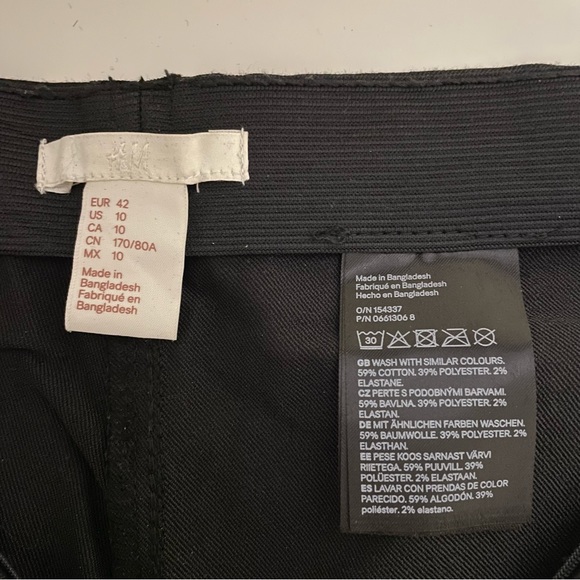 H&M
EUR 42
US 10
CA 10
CN 170/80A
MX 10
Made in
Bangladesh
Fabriqué en
Bangladesh
Made in Bangladesh
Fabriqué en Bangladesh
Hecho en Bangladesh
O/N 154337
P/N 0661306 8
30
GB WASH WITH SIMILAR COLOURS.
59% COTTON. 39% POLYESTER. 2%
ELASTANE.
CZ PERTE S PODOBNÝMI BARVAMI.
59% BAVLNA. 39% POLYESTER. 2%
ELASTAN.
DE MIT ÄHNLICHEN FARBEN WASCHEN.
59% BAUMWOLLE. 39% POLYESTER. 2%
ELASTHAN.
EE PESE KOOS SARNAST VÄRVI
RIIETEGA. 59% PUUVILL. 39%
POLÜESTER. 2% ELASTAAN.
ES LAVAR CON PRENDAS DE COLOR
PARECIDO. 59% ALGODÓN. 39%
poliéster. 2% elastano.